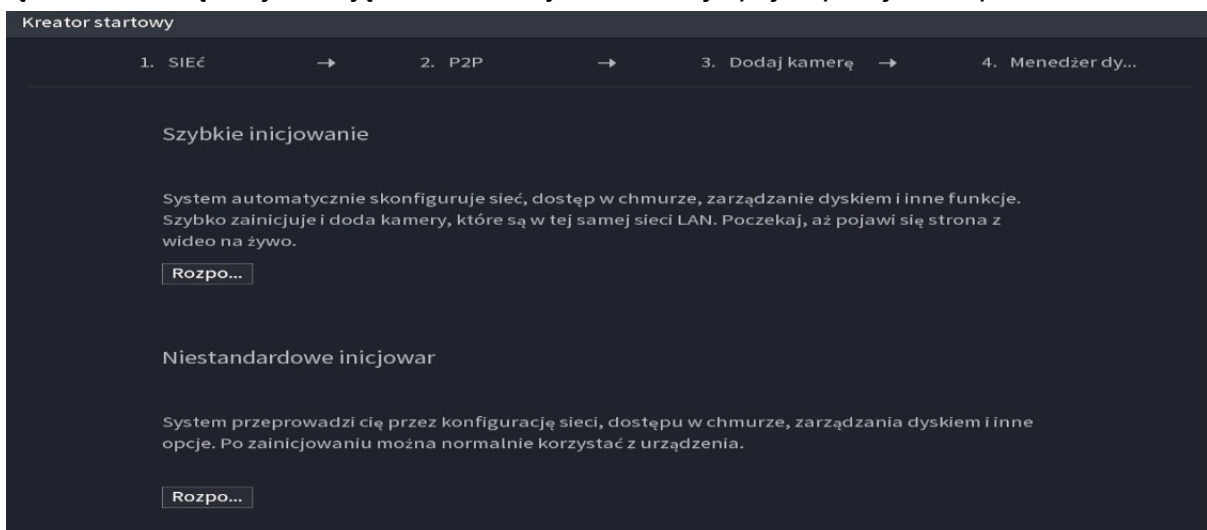 Kreator startowy
1. SIEć → 2. P2P → 3. Dodaj kamerę → 4. Menedżer dy...
Szybkie inicjowanie
System automatycznie skonfiguruje sieć, dostęp w chmurze, zarządzanie dyskiem i inne funkcje.
Szybko zainicjuje i doda kamery, które są w tej samej sieci LAN. Poczekaj, aż pojawi się strona z
wideo na żywo.
Rozpo...
Niestandardowe inicjowar
System przeprowadzi cię przez konfigurację sieci, dostępu w chmurze, zarządzania dyskiem i inne
opcje. Po zainicjowaniu można normalnie korzystać z urządzenia.
Rozpo...